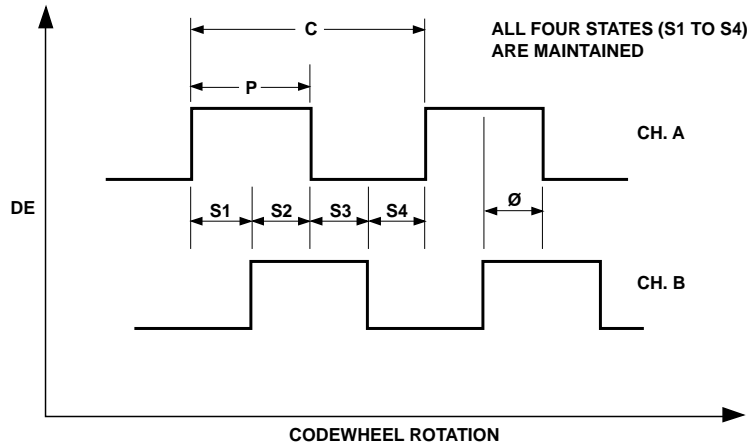 C
ALL FOUR STATES (S1 TO S4)
ARE MAINTAINED
P
CH. A
DE
S1 S2 S3 S4
Ø
CH. B
CODEWHEEL ROTATION